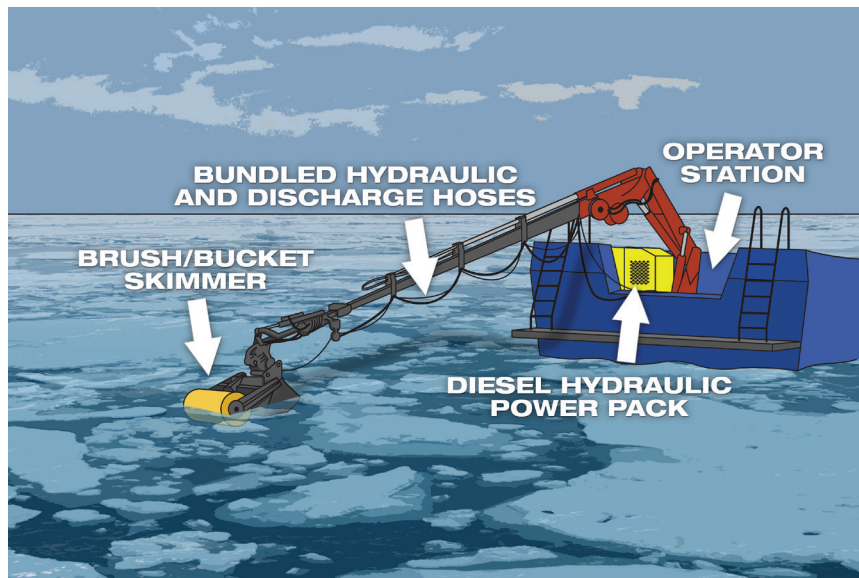 OPERATOR
STATION
BUNDLED HYDRAULIC
AND DISCHARGE HOSES
BRUSH/BUCKET
SKIMMER
DIESEL HYDRAULIC
POWER PACK